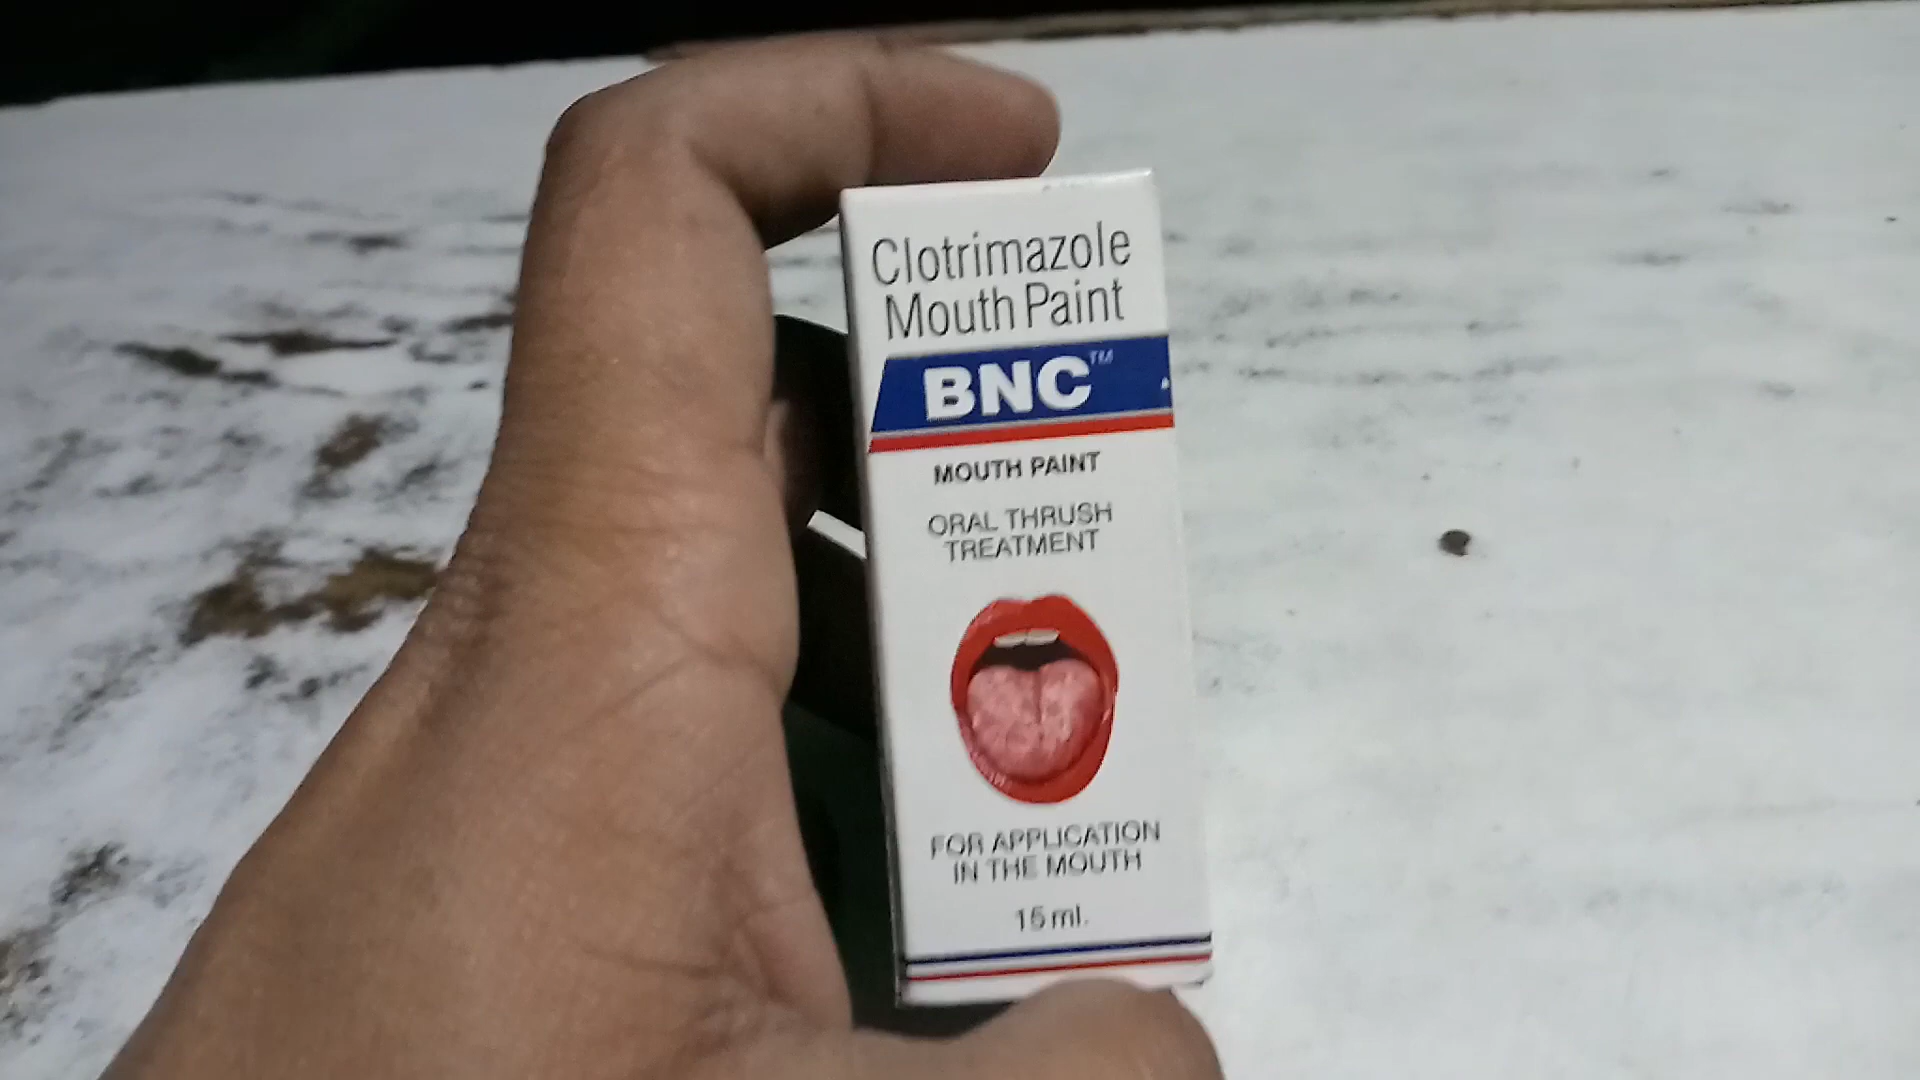 Clotrimazole
Mouth Paint
BNC™
MOUTH PAINT
ORAL THRUSH
TREATMENT
FOR APPLICATION
IN THE MOUTH
15 ml.